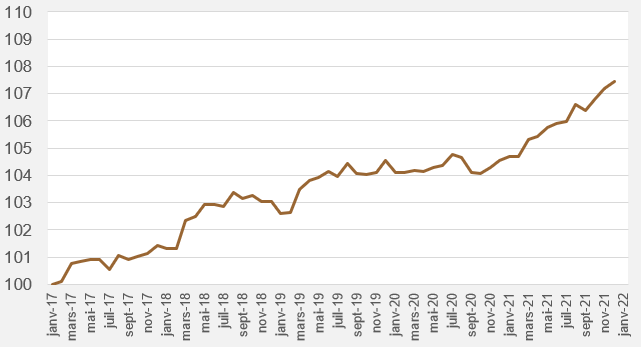 110
109
108
107
106
105
104
103
102
101
100
janv-17
mars-17
mai-17
juil-17
sept-17
nov-17
janv-18
mars-18
mai-18
juil-18
sept-18
nov-18
janv-19
mars-19
mai-19
juil-19
sept-19
nov-19
janv-20
mars-20
mai-20
juil-20
sept-20
nov-20
janv-21
mars-21
mai-21
juil-21
sept-21
nov-21
janv-22